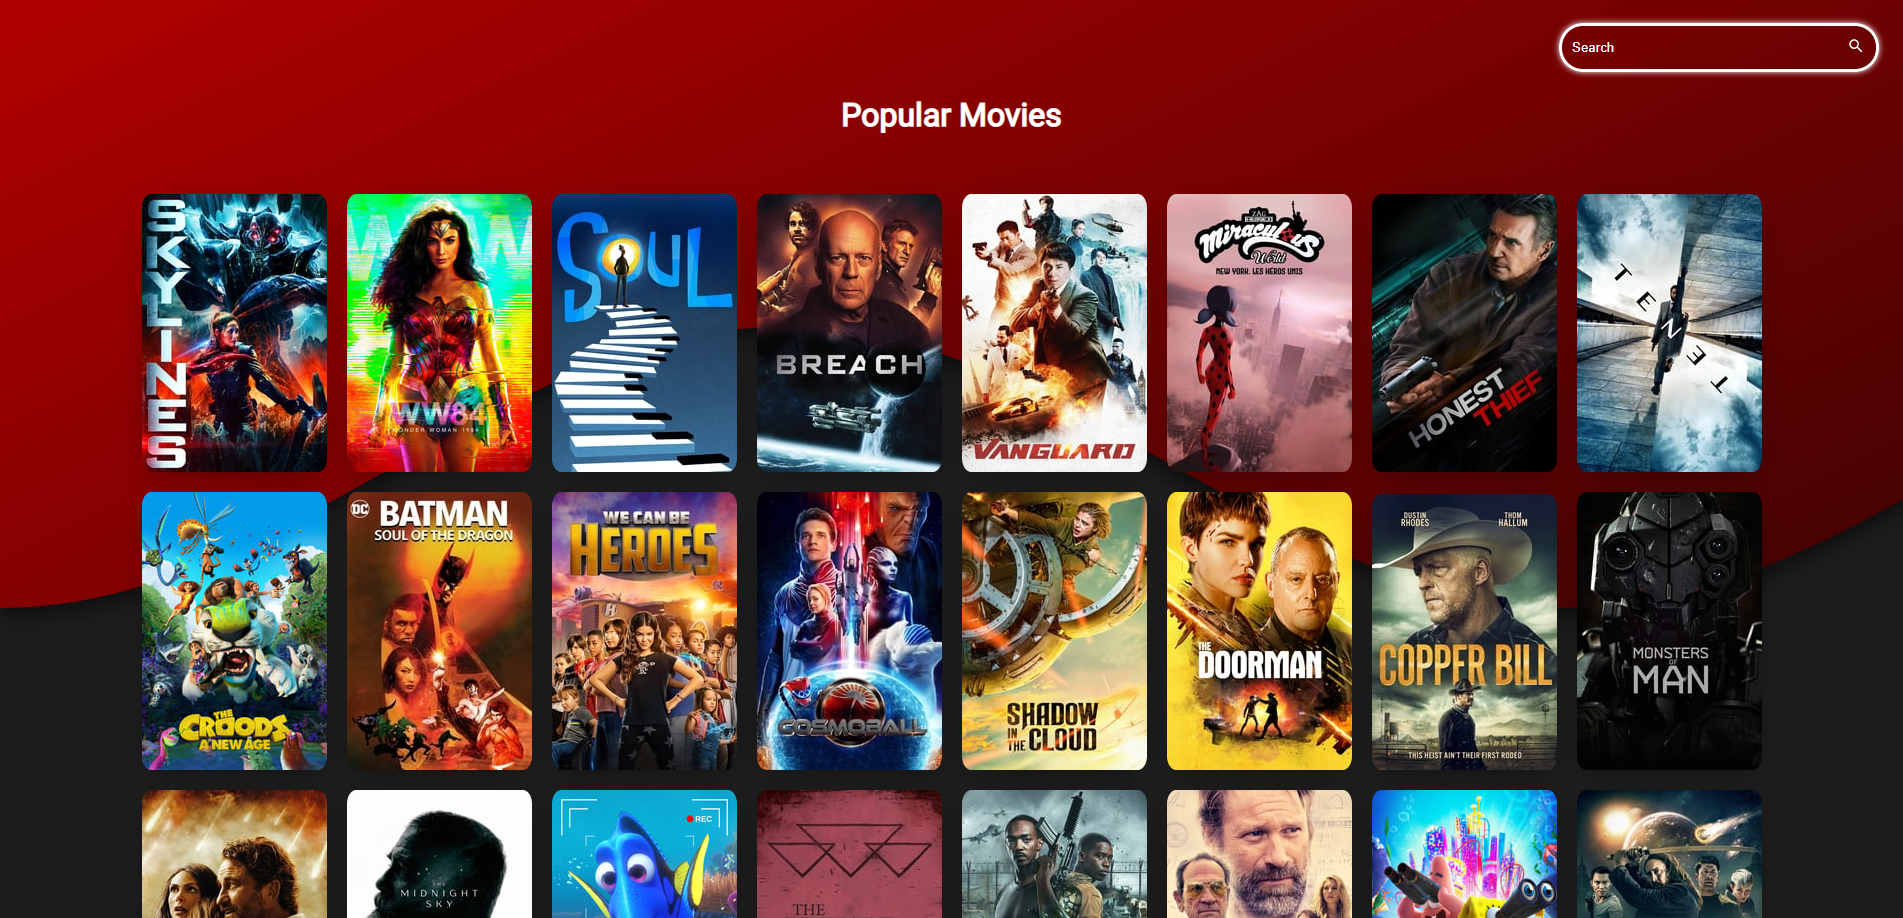 Search
Popular Movies
SKYLINES
WW
WW84
WONDER WOMAN 1984
SOUL
BREACH
VANGUARD
ZAG
Miraculous
World
NEW YORK, LES HÉROS UNIS
HONEST
THIEF
TENET
THE
CROODS
A NEW AGE
DC
BATMAN
SOUL OF THE DRAGON
WE CAN BE
HEROES
COSMOBALL
SHADOW
IN THE CLOUD
THE
DOORMAN
DUSTIN
RHODES
THOM
HALLUM
COPPER BILL
THIS HEIST AIN'T THEIR FIRST RODEO
MONSTERS
OF
MAN
THE
MIDNIGHT
SKY
REC
THE